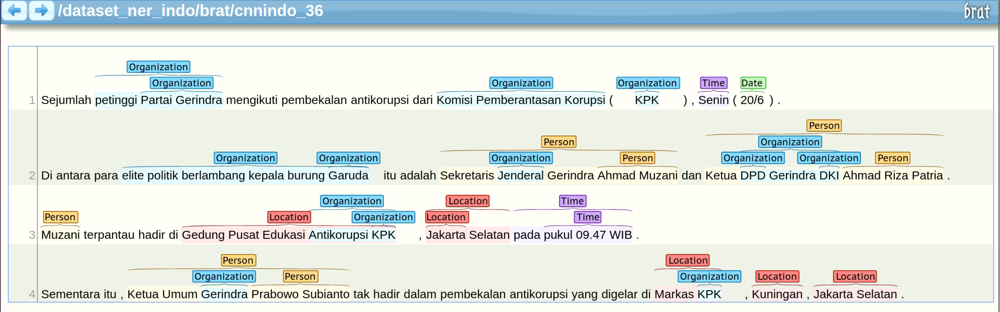 /dataset_ner_indo/brat/cnnindo_36
brat
Organization
Organization Organization Organization Time Date
1 Sejumlah petinggi Partai Gerindra mengikuti pembekalan antikorupsi dari Komisi Pemberantasan Korupsi ( KPK ) , Senin ( 20/6 ) .
Person
Person Organization
Organization Organization Organization Person Organization Organization Person
2 Di antara para elite politik berlambang kepala burung Garuda itu adalah Sekretaris Jenderal Gerindra Ahmad Muzani dan Ketua DPD Gerindra DKI Ahmad Riza Patria .
Organization Location Time
Person Location Organization Location Time
3 Muzani terpantau hadir di Gedung Pusat Edukasi Antikorupsi KPK , Jakarta Selatan pada pukul 09.47 WIB .
Person Location
Organization Person Organization Location Location
4 Sementara itu , Ketua Umum Gerindra Prabowo Subianto tak hadir dalam pembekalan antikorupsi yang digelar di Markas KPK , Kuningan , Jakarta Selatan .